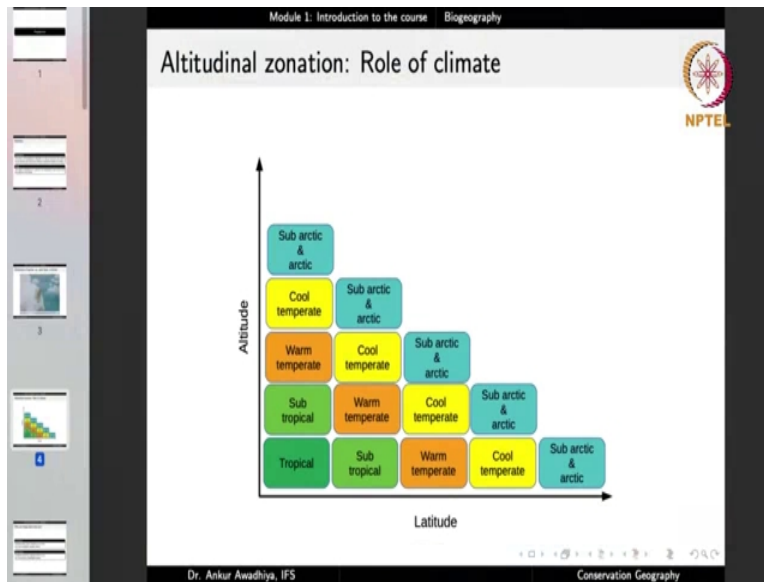 Module 1: Introduction to the course Biogeography
Altitudinal zonation: Role of climate
NPTEL
1
2
3
4
Altitude
Sub arctic
&
arctic
Cool
temperate
Sub arctic
&
arctic
Warm
temperate
Cool
temperate
Sub arctic
&
arctic
Sub
tropical
Warm
temperate
Cool
temperate
Sub arctic
&
arctic
Tropical
Sub
tropical
Warm
temperate
Cool
temperate
Sub arctic
&
arctic
Latitude
Dr. Ankur Awadhiya, IFS Conservation Geography